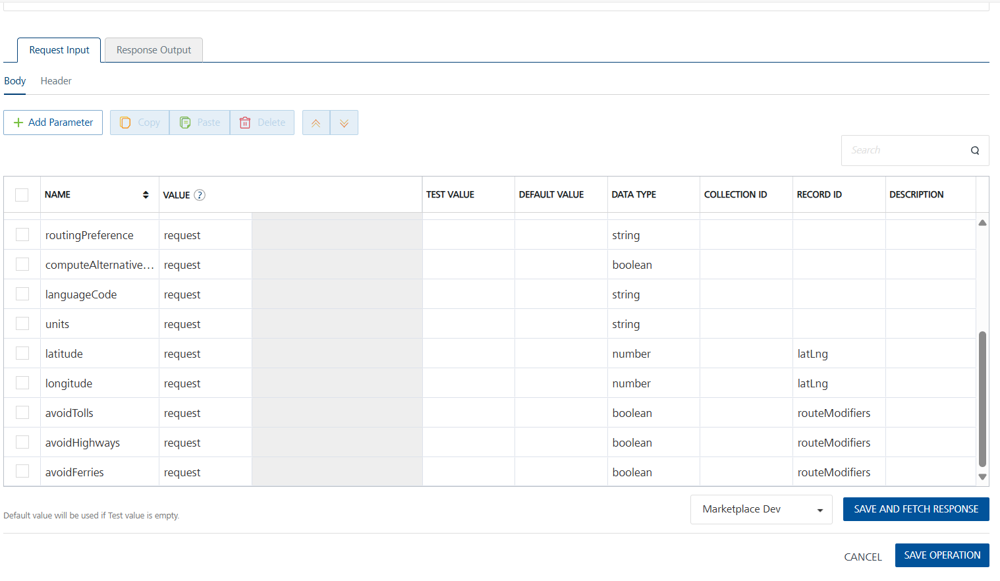 Request Input Response Output
Body Header
Add Parameter Copy Paste Delete
Search
NAME VALUE ? TEST VALUE DEFAULT VALUE DATA TYPE COLLECTION ID RECORD ID DESCRIPTION
routingPreference request string
computeAlternative... request boolean
languageCode request string
units request string
latitude request number latLng
longitude request number latLng
avoidTolls request boolean routeModifiers
avoidHighways request boolean routeModifiers
avoidFerries request boolean routeModifiers
Default value will be used if Test value is empty. Marketplace Dev SAVE AND FETCH RESPONSE
CANCEL SAVE OPERATION